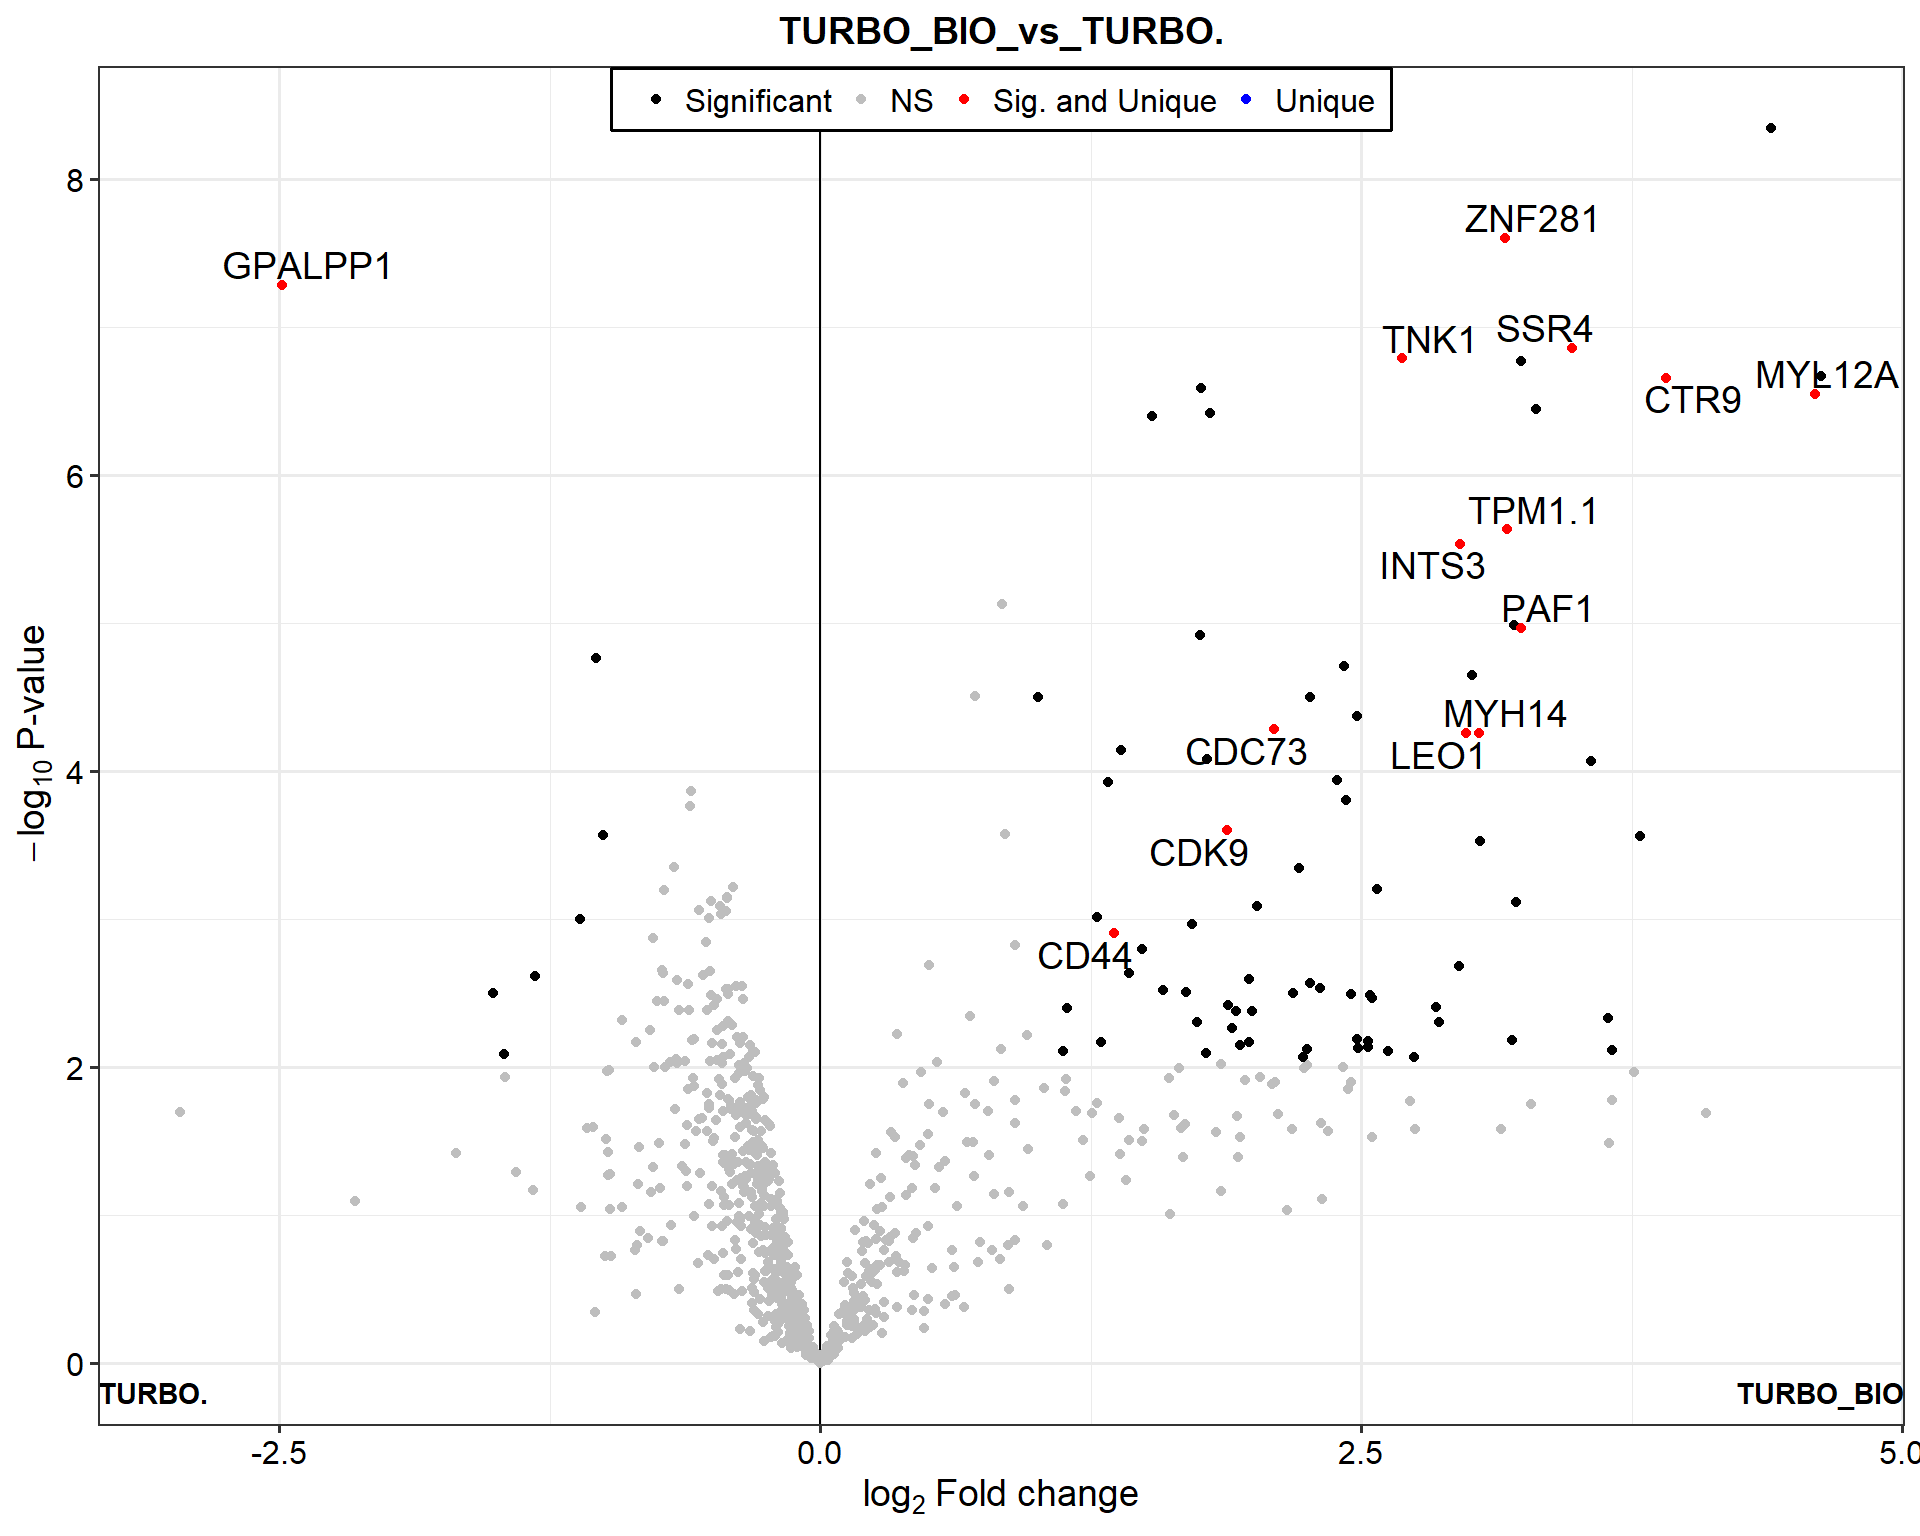 TURBO_BIO_vs_TURBO.
Significant NS Sig. and Unique Unique
8
ZNF281
GPALPP1
SSR4
TNK1
MYL12A
CTR9
6
TPM1.1
INTS3
PAF1
MYH14
CDC73
LEO1
4
CDK9
CD44
2
0
−log10 P-value
TURBO. TURBO_BIO
-2.5 0.0 2.5 5.0
log2 Fold change